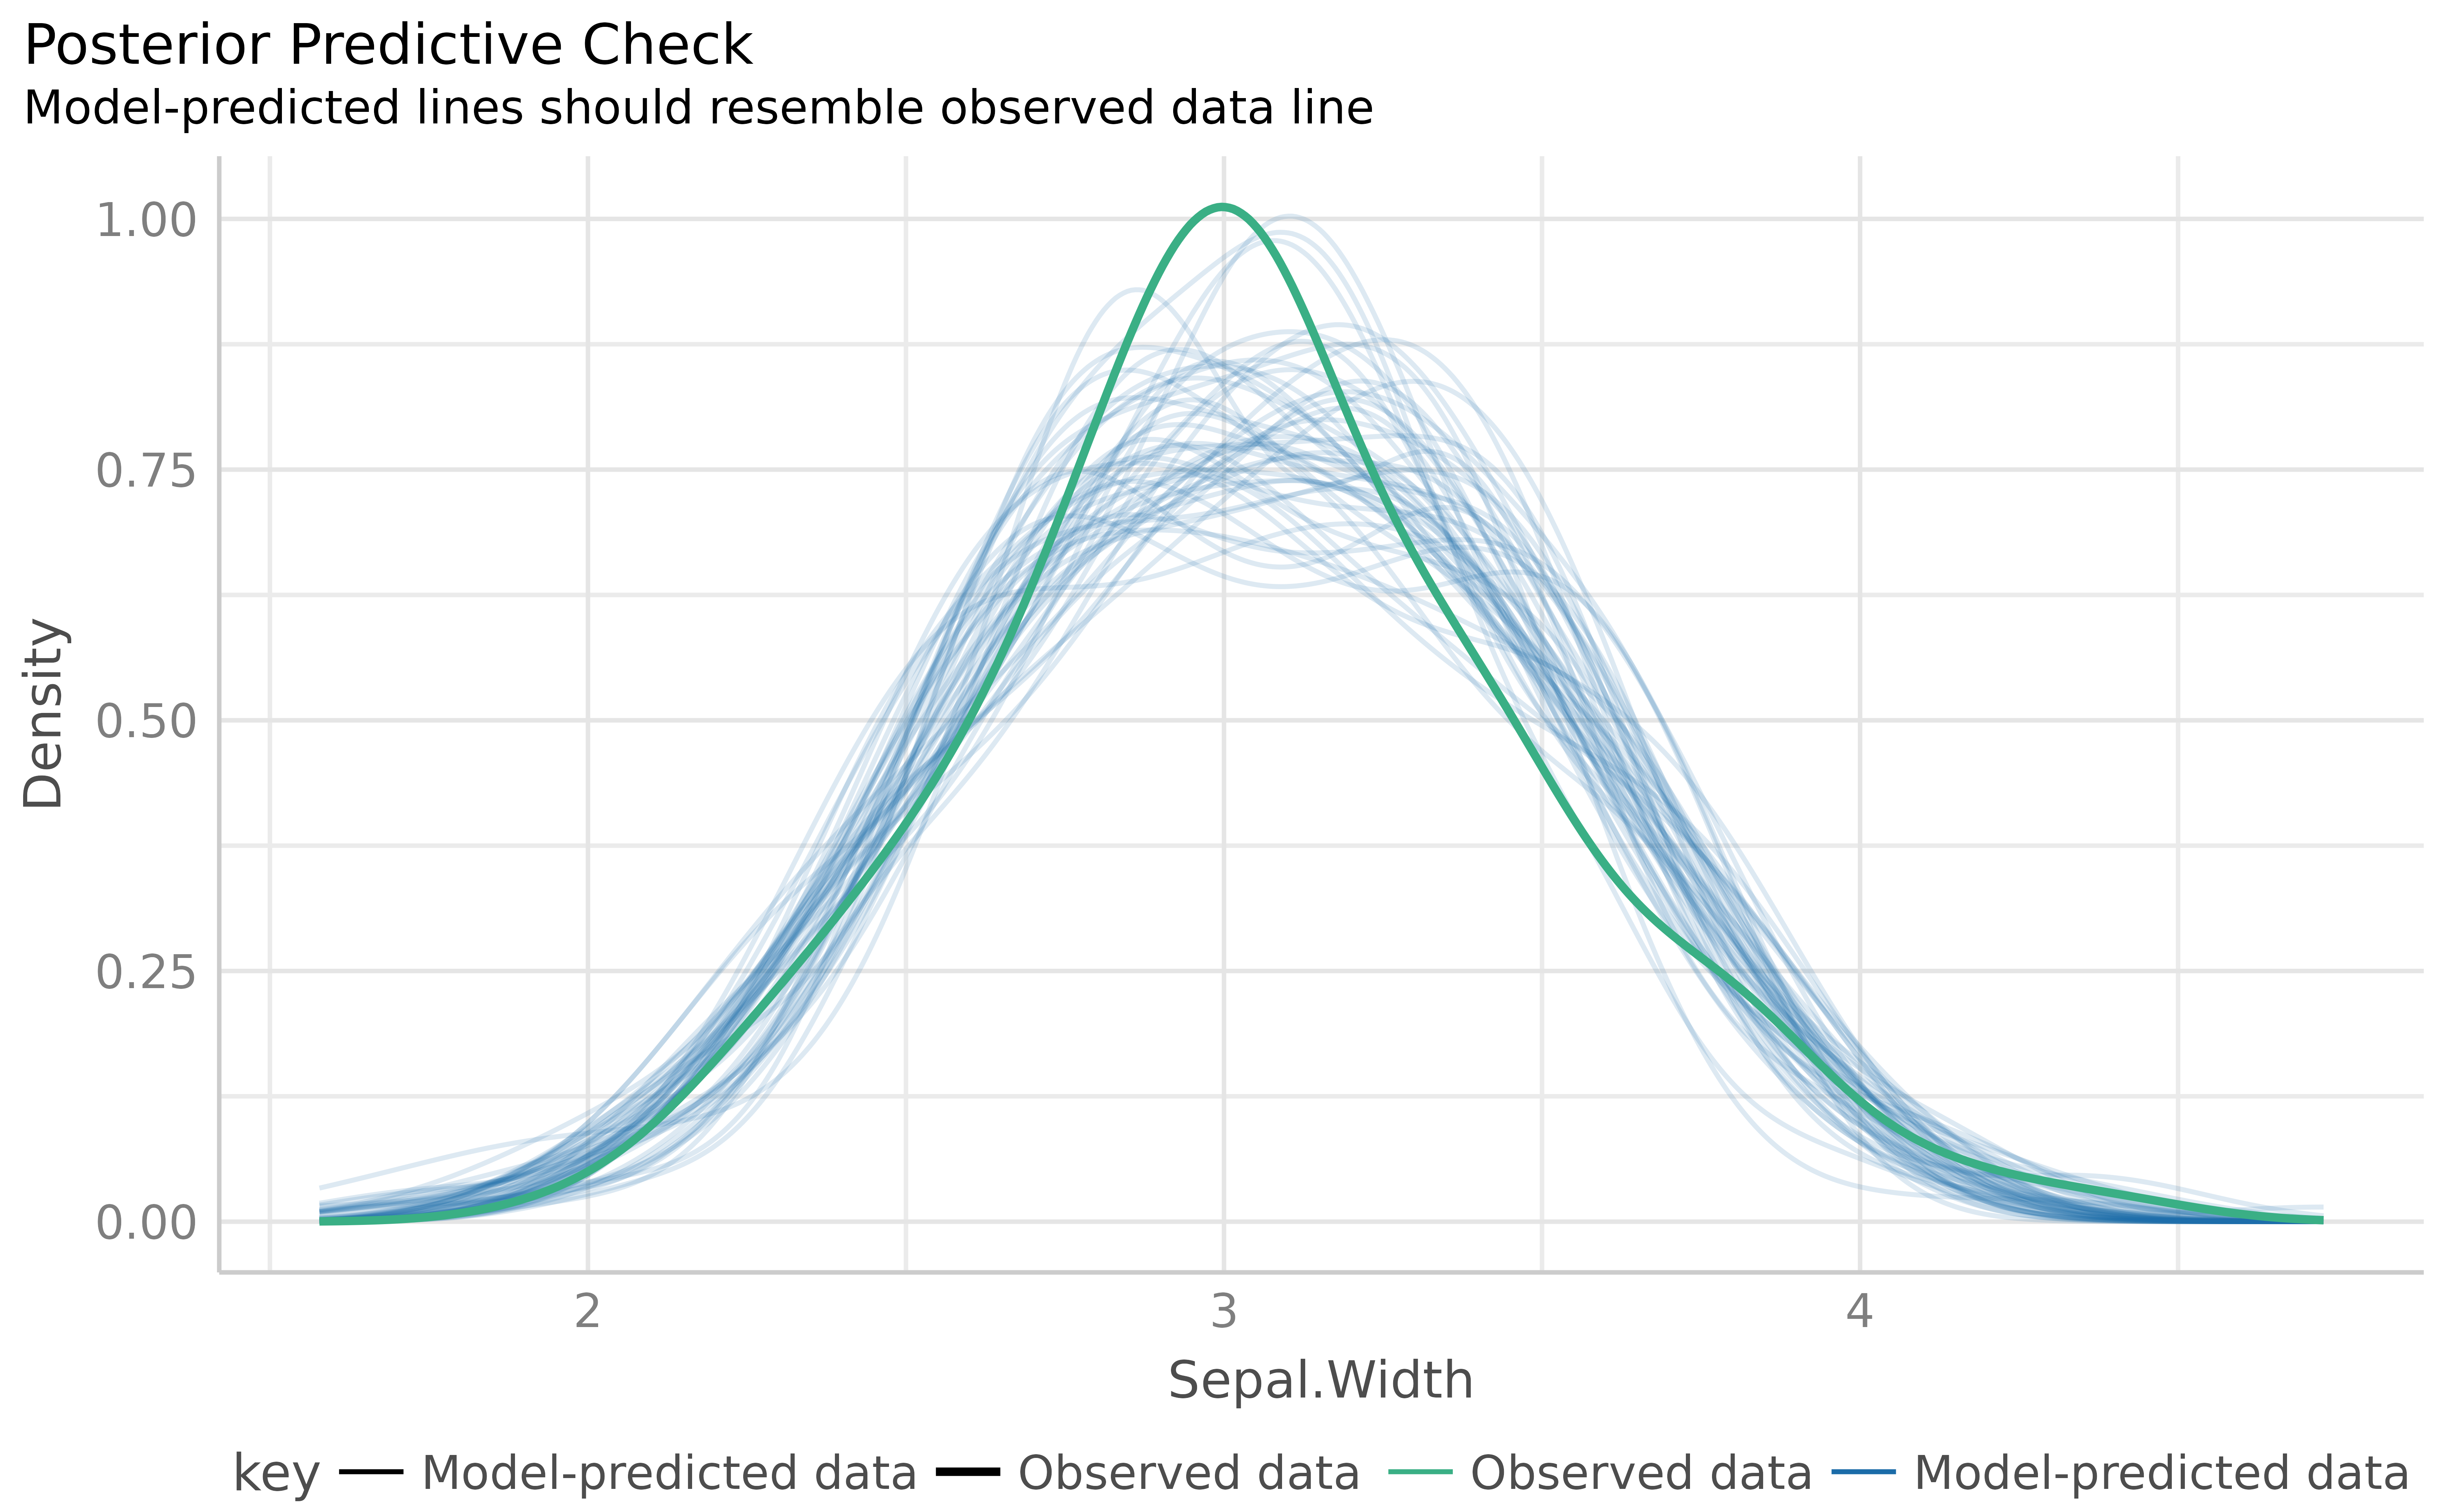 Posterior Predictive Check
Model-predicted lines should resemble observed data line
Density
1.00
0.75
0.50
0.25
0.00
2 3 4
Sepal.Width
key Model-predicted data Observed data Observed data Model-predicted data